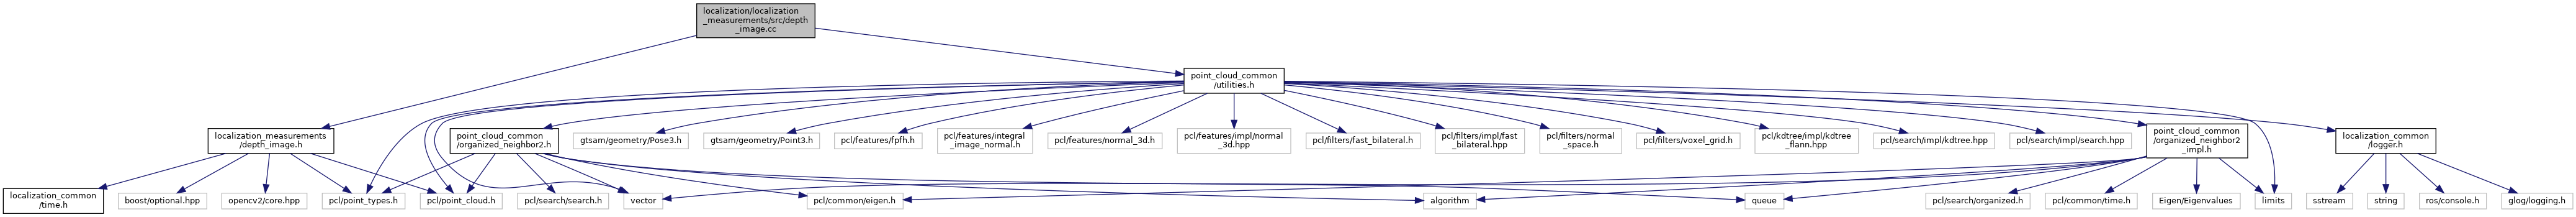 localization/localization
_measurements/src/depth
_image.cc
point_cloud_common
/utilities.h
localization_measurements
/depth_image.h
point_cloud_common
/organized_neighbor2.h
gtsam/geometry/Pose3.h
gtsam/geometry/Point3.h
pcl/features/fpfh.h
pcl/features/integral
_image_normal.h
pcl/features/normal_3d.h
pcl/features/impl/normal
_3d.hpp
pcl/filters/fast_bilateral.h
pcl/filters/impl/fast
_bilateral.hpp
pcl/filters/normal
_space.h
pcl/filters/voxel_grid.h
pcl/kdtree/impl/kdtree
_flann.hpp
pcl/search/impl/kdtree.hpp
pcl/search/impl/search.hpp
point_cloud_common
/organized_neighbor2
_impl.h
localization_common
/logger.h
localization_common
/time.h
boost/optional.hpp
opencv2/core.hpp
pcl/point_types.h
pcl/point_cloud.h
pcl/search/search.h
vector
pcl/common/eigen.h
algorithm
queue
pcl/search/organized.h
pcl/common/time.h
Eigen/Eigenvalues
limits
sstream
string
ros/console.h
glog/logging.h